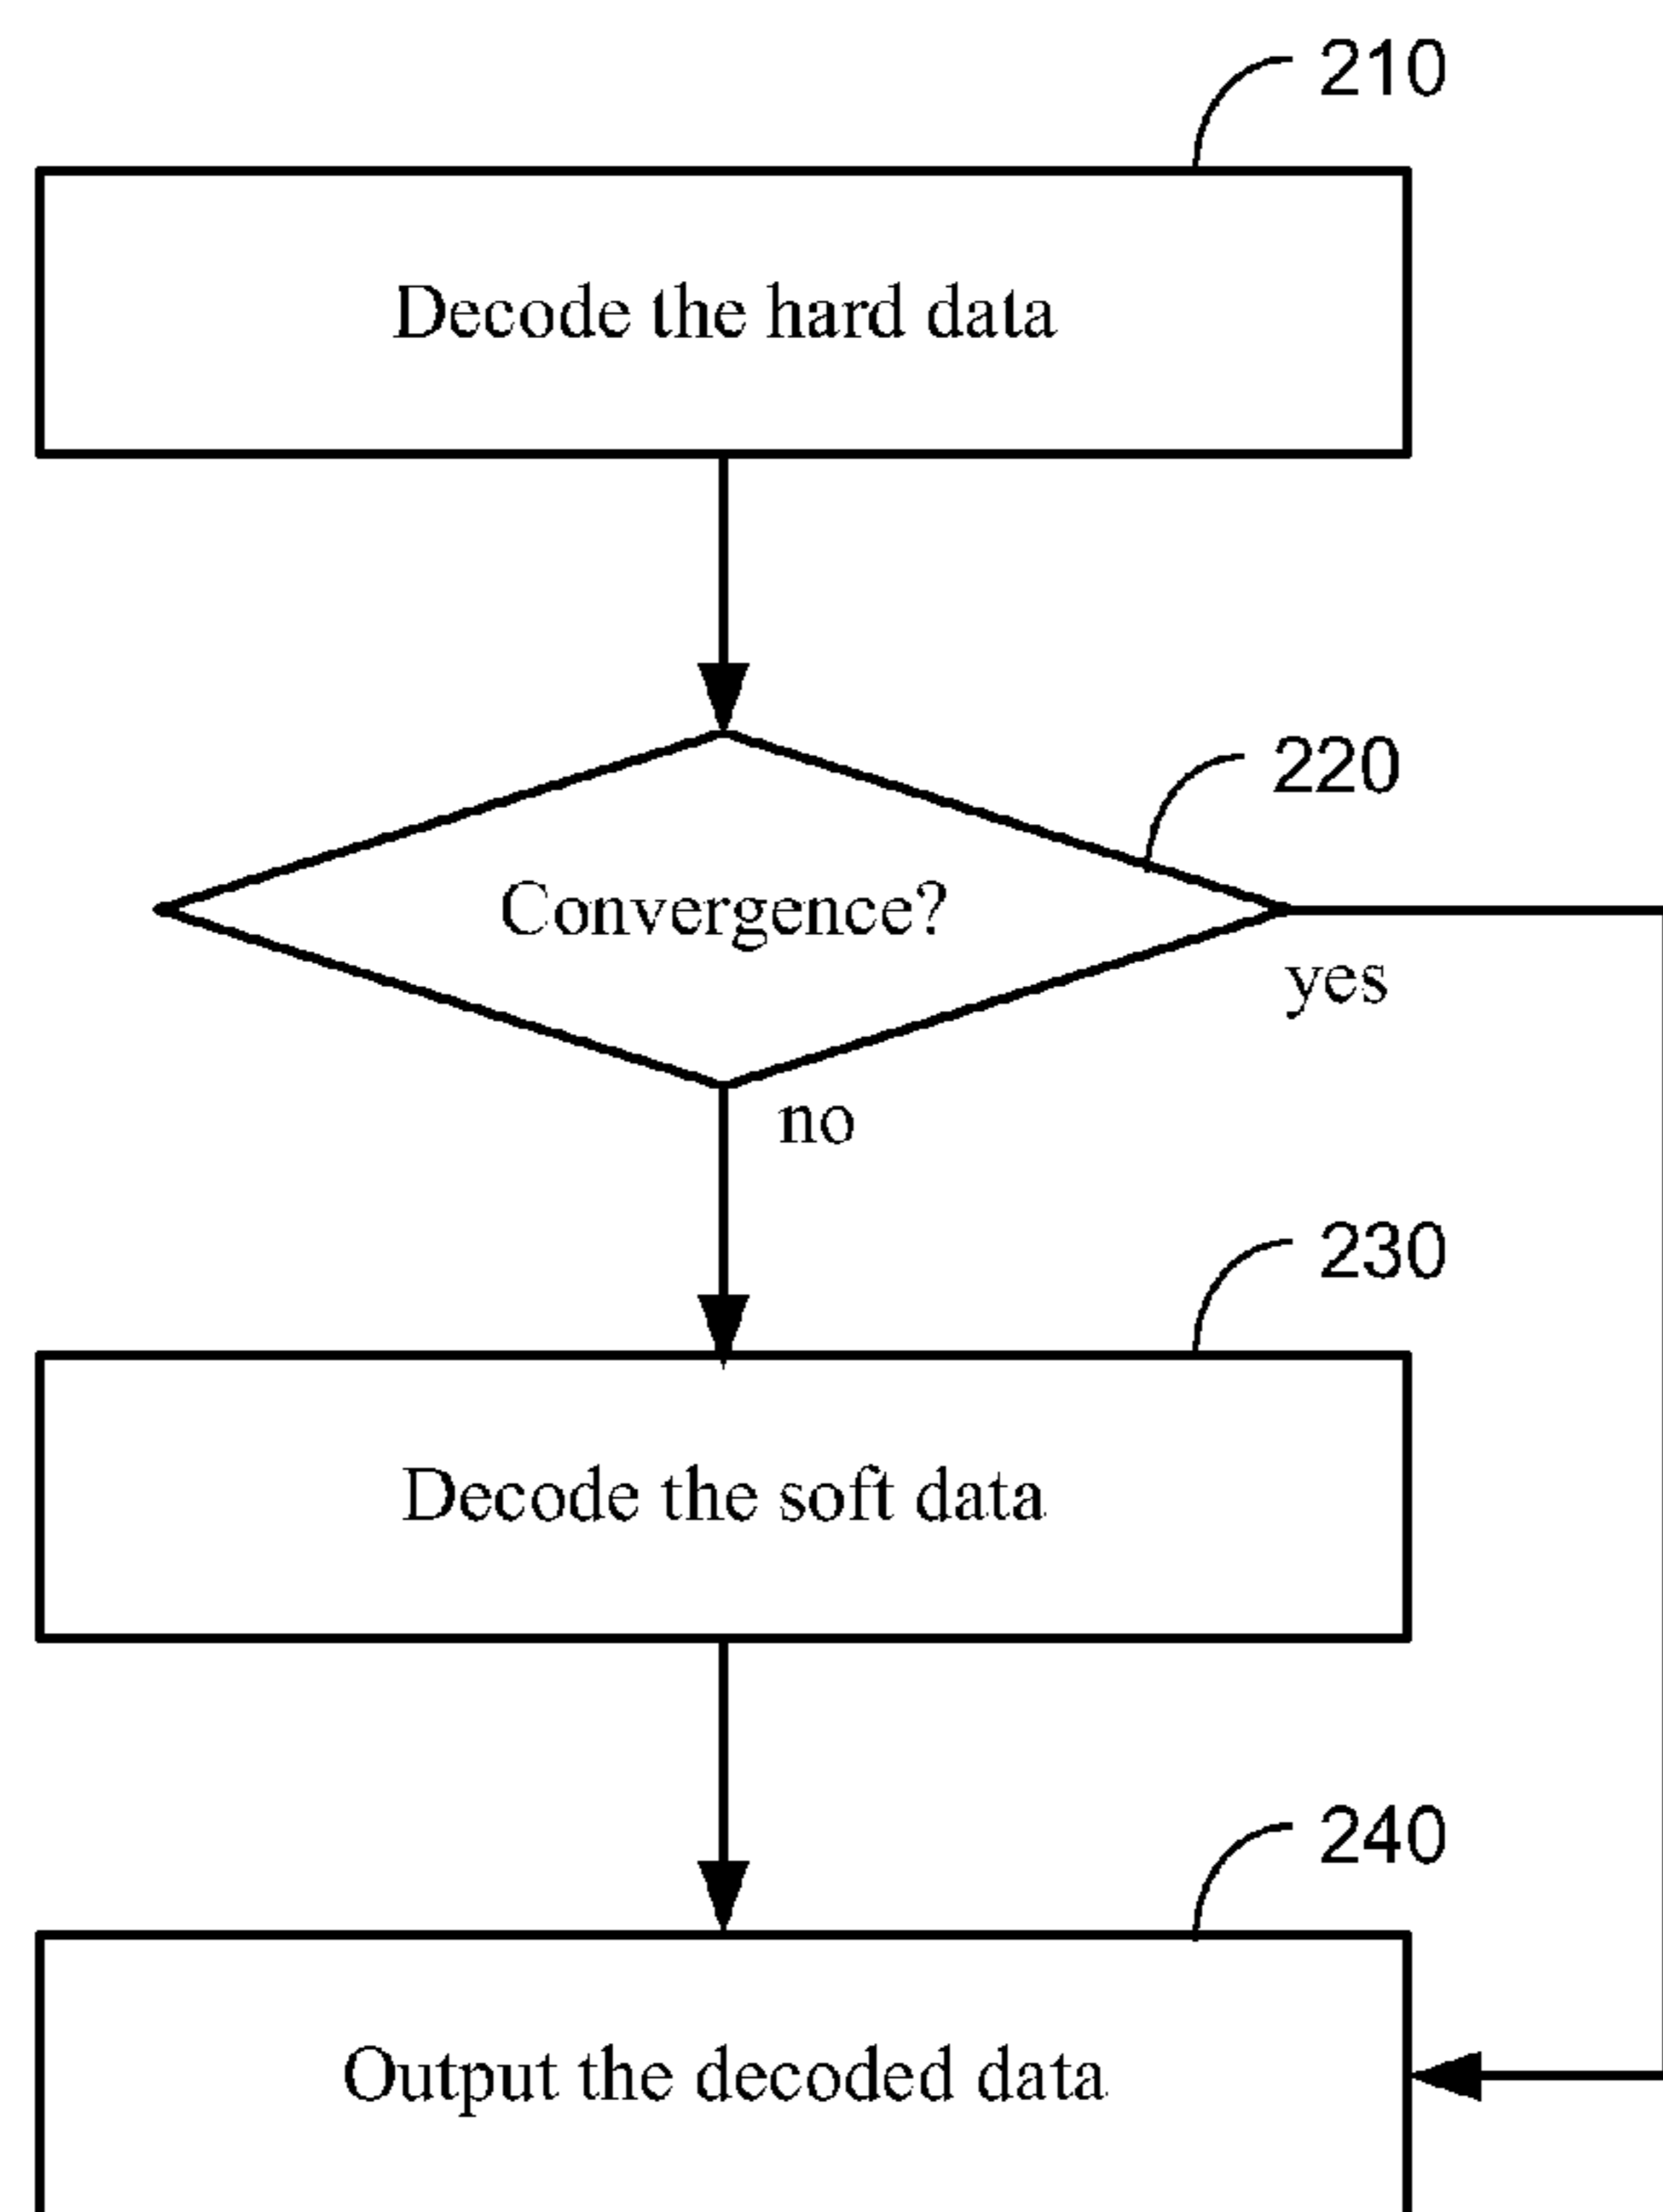 210
Decode the hard data
220
Convergence?
yes
no
230
Decode the soft data
240
Output the decoded data